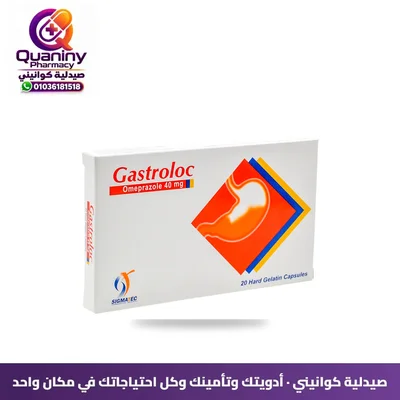 Quaniny
Pharmacy
صيدلية كوانيني
01036181518
Gastroloc
Omeprazole 40 mg
20 Hard Gelatin Capsules
SIGMATEC
صيدلية كوانيني · أدويتك وتأمينك وكل احتياجاتك في مكان واحد